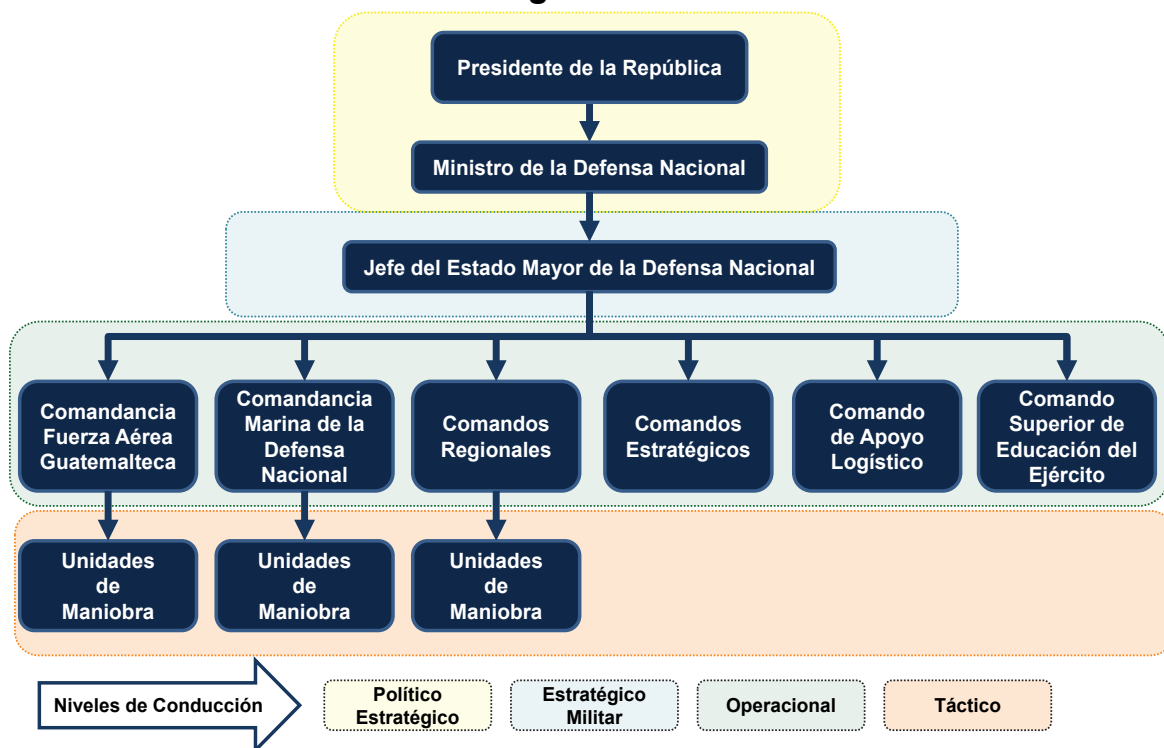 Presidente de la República
Ministro de la Defensa Nacional
Jefe del Estado Mayor de la Defensa Nacional
Comandancia
Fuerza Aérea
Guatemalteca
Comandancia
Marina de la
Defensa
Nacional
Comandos
Regionales
Comandos
Estratégicos
Comando
de Apoyo
Logístico
Comando
Superior de
Educación del
Ejército
Unidades
de
Maniobra
Unidades
de
Maniobra
Unidades
de
Maniobra
Niveles de Conducción
Político
Estratégico
Estratégico
Militar
Operacional
Táctico